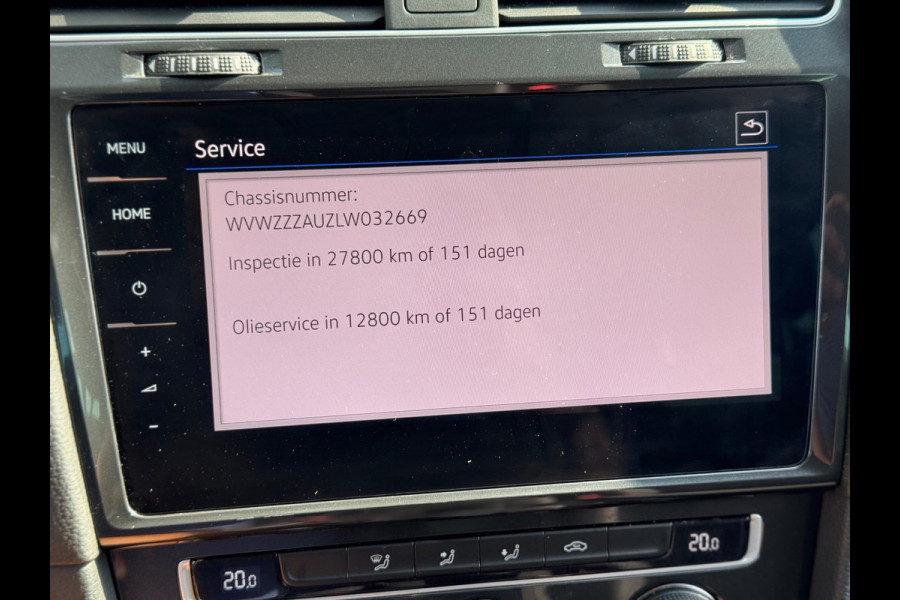 MENU
Service
HOME
Chassisnummer:
WVWZZZAUZLW032669
Inspectie in 27800 km of 151 dagen
Olieservice in 12800 km of 151 dagen
+
-
20.0
20.0